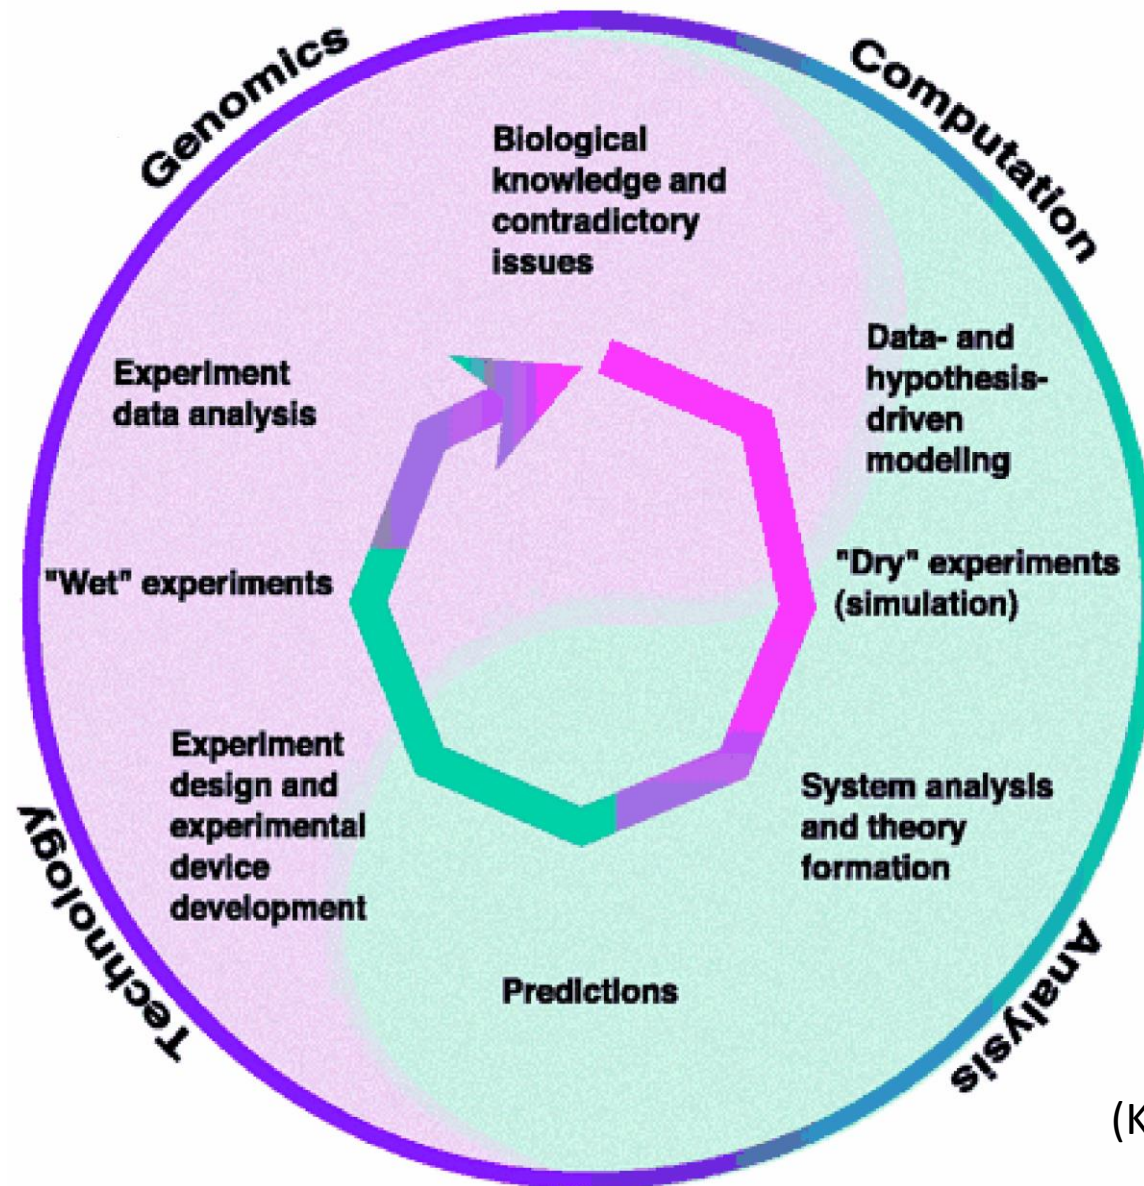 Genomics
Computation
Biological
knowledge and
contradictory
issues
Data- and
hypothesis-
driven
modeling
"Dry" experiments
(simulation)
System analysis
and theory
formation
Analysis
Predictions
Technology
Experiment
design and
experimental
device
development
"Wet" experiments
Experiment
data analysis
(K